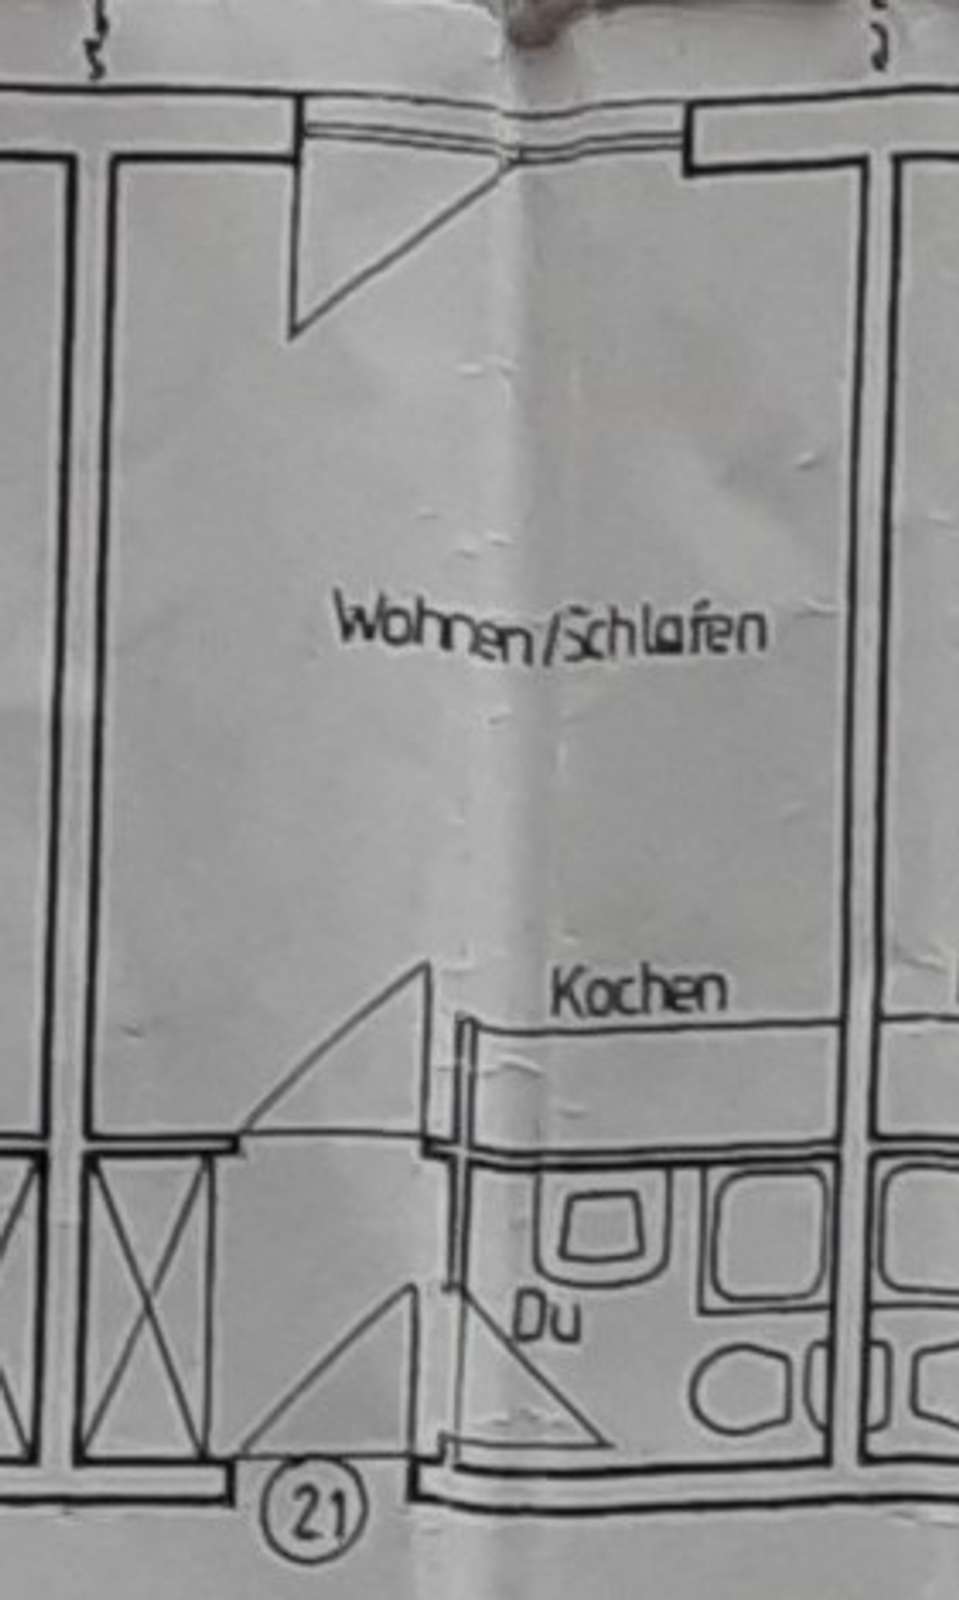 Wohnen/Schlafen
Kochen
Du
21